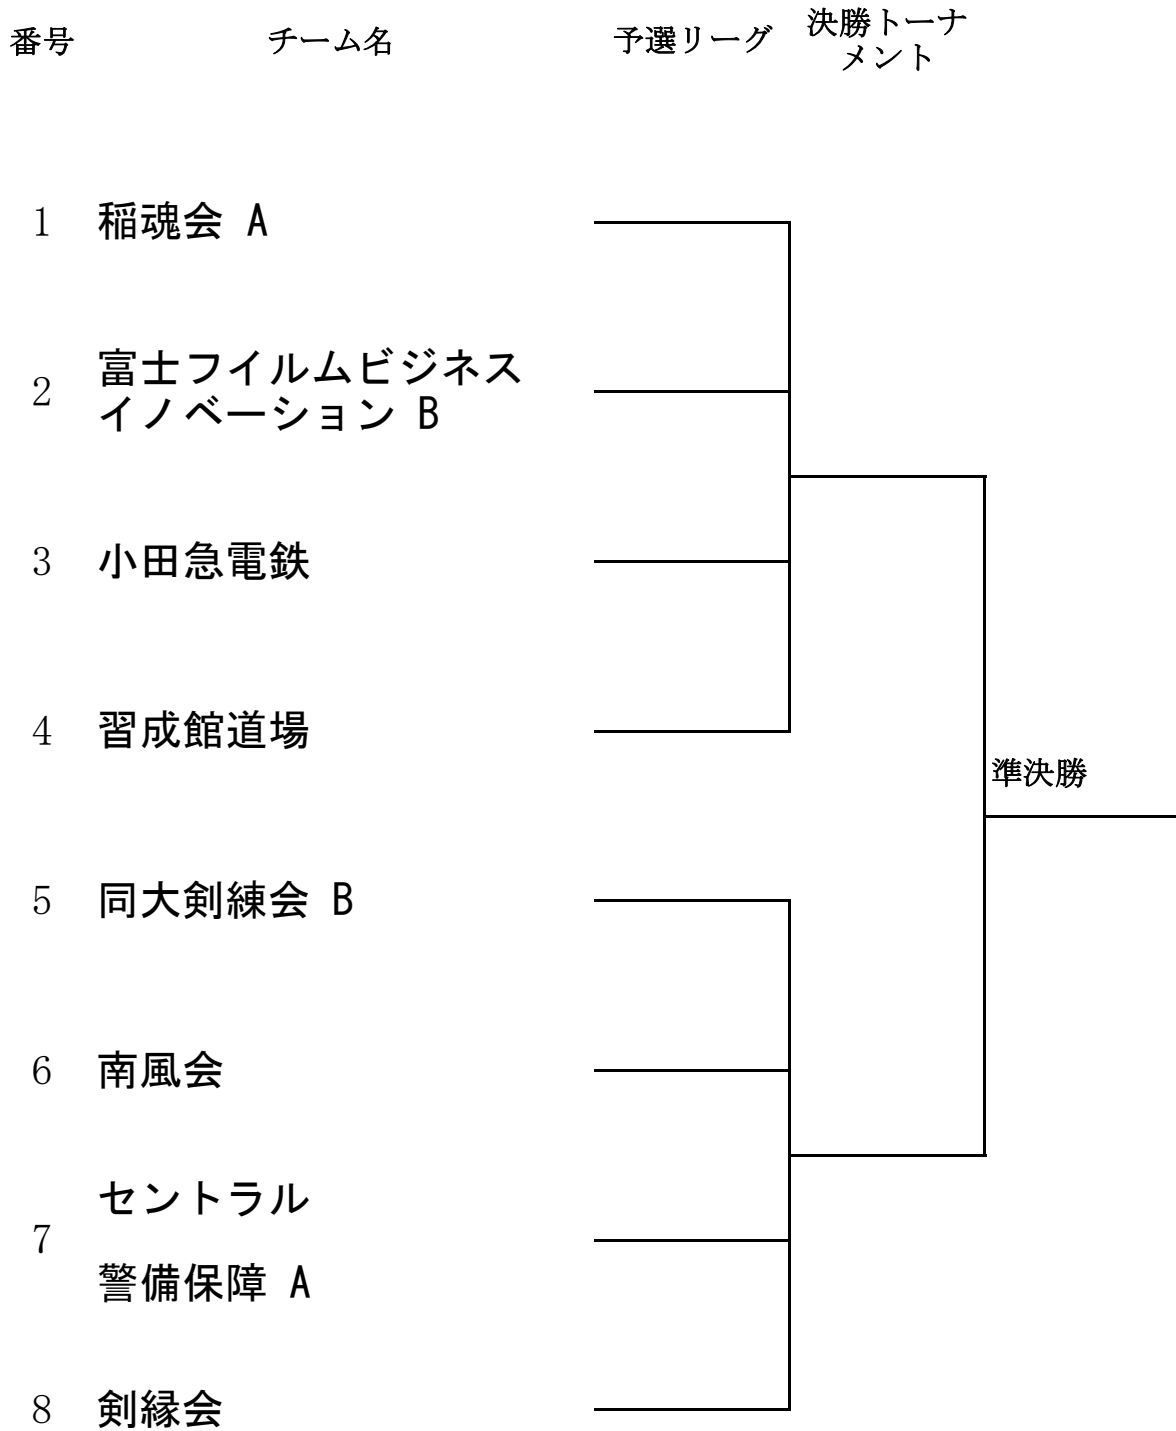 番号 チーム名 予選リーグ 決勝トーナ
メント
1 稲魂会 A
2 富士フイルムビジネス
イノベーション B
3 小田急電鉄
4 習成館道場
準決勝
5 同大剣練会 B
6 南風会
セントラル
7
警備保障 A
8 剣縁会